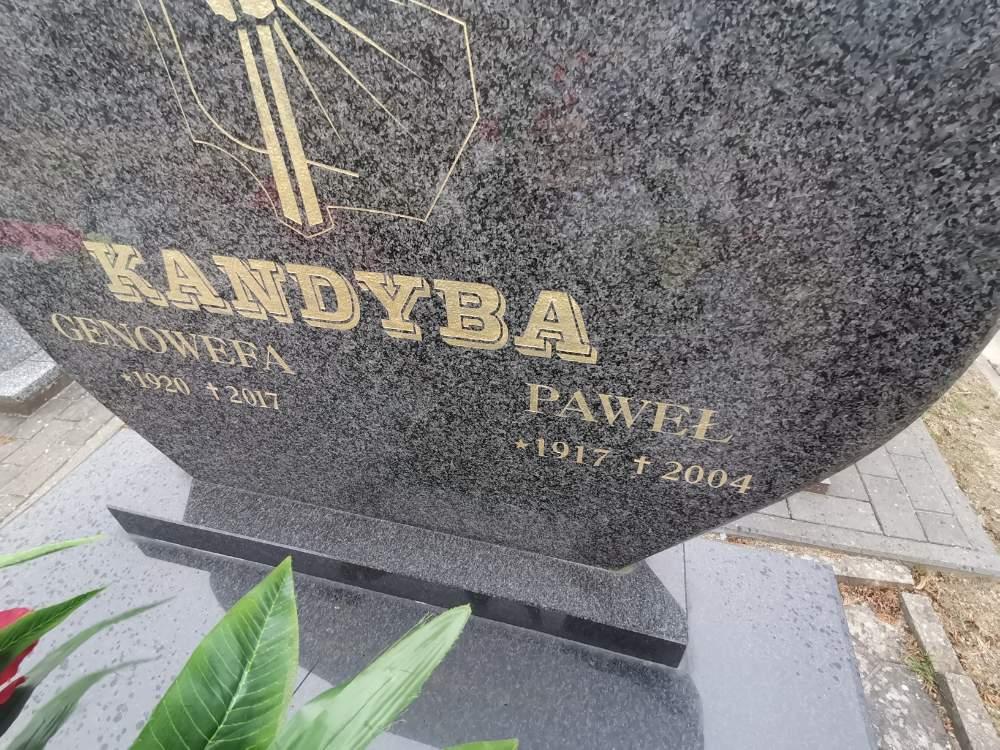 KANDYBA
GENOWEFA
*1920 †2017
PAWEŁ
*1917 †2004